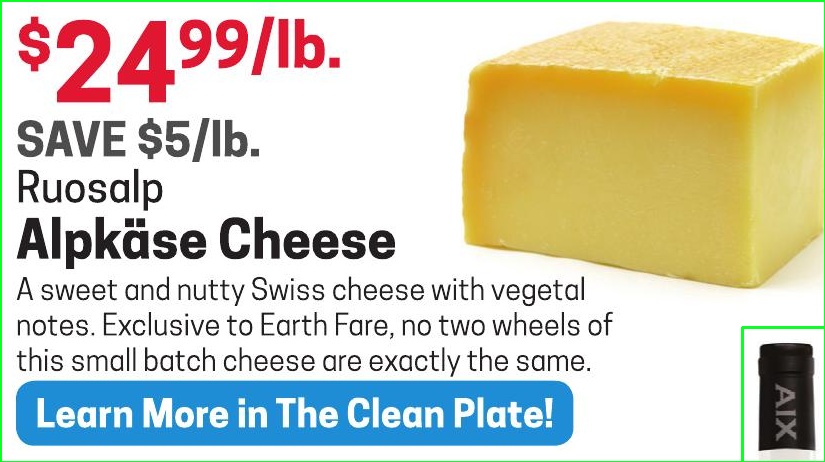 $24.99/lb.
SAVE $5/lb.
Ruosalp
Alpkäse Cheese
A sweet and nutty Swiss cheese with vegetal
notes. Exclusive to Earth Fare, no two wheels of
this small batch cheese are exactly the same.
Learn More in The Clean Plate!
AIX